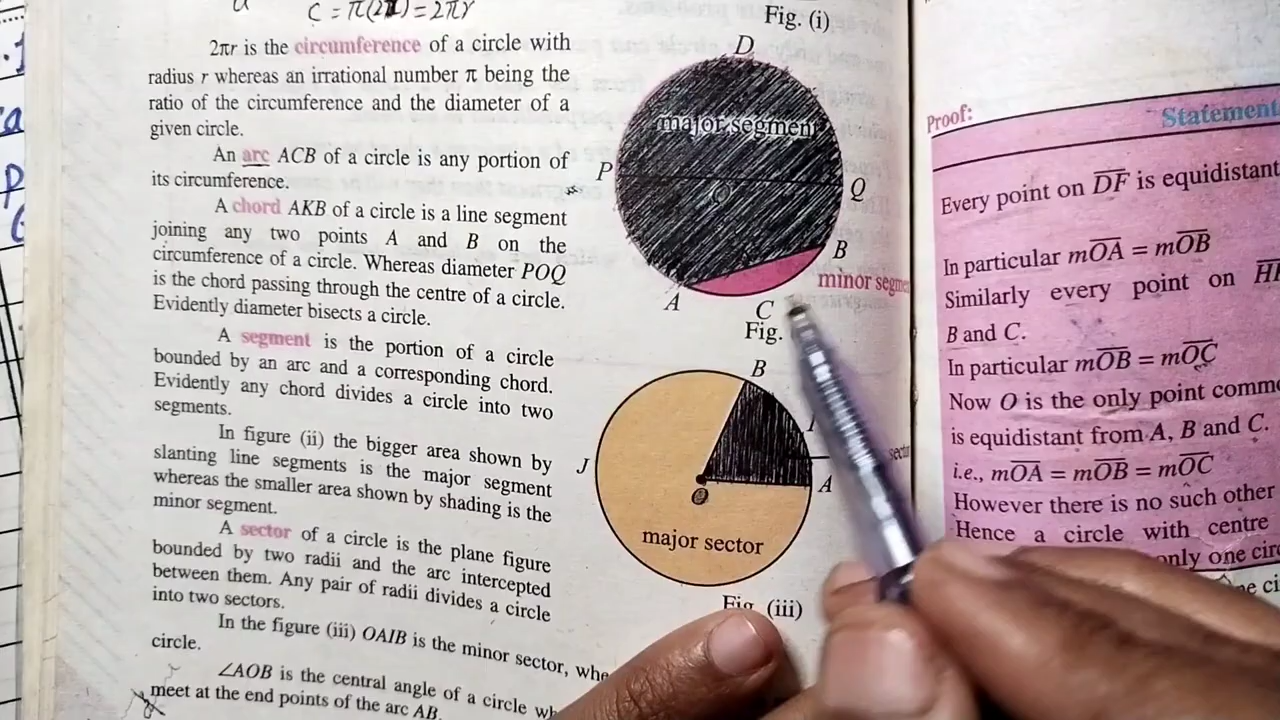 C = π(2r) = 2πr
2πr is the circumference of a circle with
radius r whereas an irrational number π being the
ratio of the circumference and the diameter of a
given circle.
An arc ACB of a circle is any portion of
its circumference.
A chord AKB of a circle is a line segment
joining any two points A and B on the
circumference of a circle. Whereas diameter POQ
is the chord passing through the centre of a circle.
Evidently diameter bisects a circle.
A segment is the portion of a circle
bounded by an arc and a corresponding chord.
Evidently any chord divides a circle into two
segments.
In figure (ii) the bigger area shown by
slanting line segments is the major segment
whereas the smaller area shown by shading is the
minor segment.
A sector of a circle is the plane figure
bounded by two radii and the arc intercepted
between them. Any pair of radii divides a circle
into two sectors.
In the figure (iii) OAIB is the minor sector, whe
circle.
∠AOB is the central angle of a circle wh
meet at the end points of the arc AB.
Fig. (i)
D
major segment
P
O
Q
B
minor segme
A
C
Fig.
B
J
A
O
major sector
Fig (iii)
Proof:
Statement
Every point on DF is equidistant
In particular mOA = mOB
Similarly every point on
B and C.
In particular mOB = mOC
Now O is the only point comm
is equidistant from A, B and C.
i.e., mOA = mOB = mOC
However there is no such other
Hence a circle with centre
only one circ